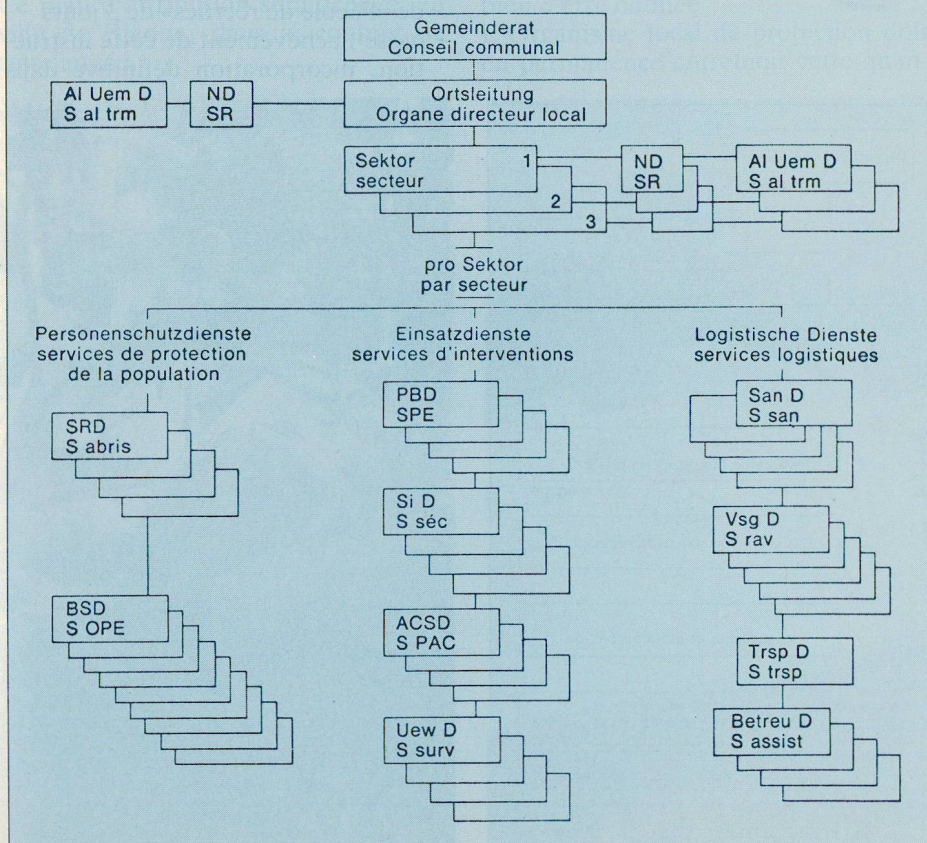 Gemeinderat
Conseil communal
Al Uem D
S al trm
ND
SR
Ortsleitung
Organe directeur local
Sektor
secteur
1
2
3
ND
SR
Al Uem D
S al trm
pro Sektor
par secteur
Personenschutzdienste
services de protection
de la population
Einsatzdienste
services d'interventions
Logistische Dienste
services logistiques
SRD
S abris
BSD
S OPE
PBD
SPE
Si D
S séc
ACSD
S PAC
Uew D
S surv
San D
S san
Vsg D
S rav
Trsp D
S trsp
Betreu D
S assist